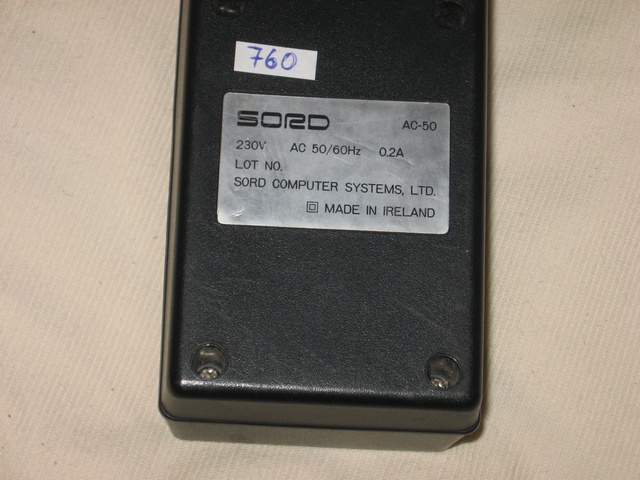 760
SORD AC-50
230V AC 50/60Hz 0.2A
LOT NO.
SORD COMPUTER SYSTEMS, LTD.
MADE IN IRELAND